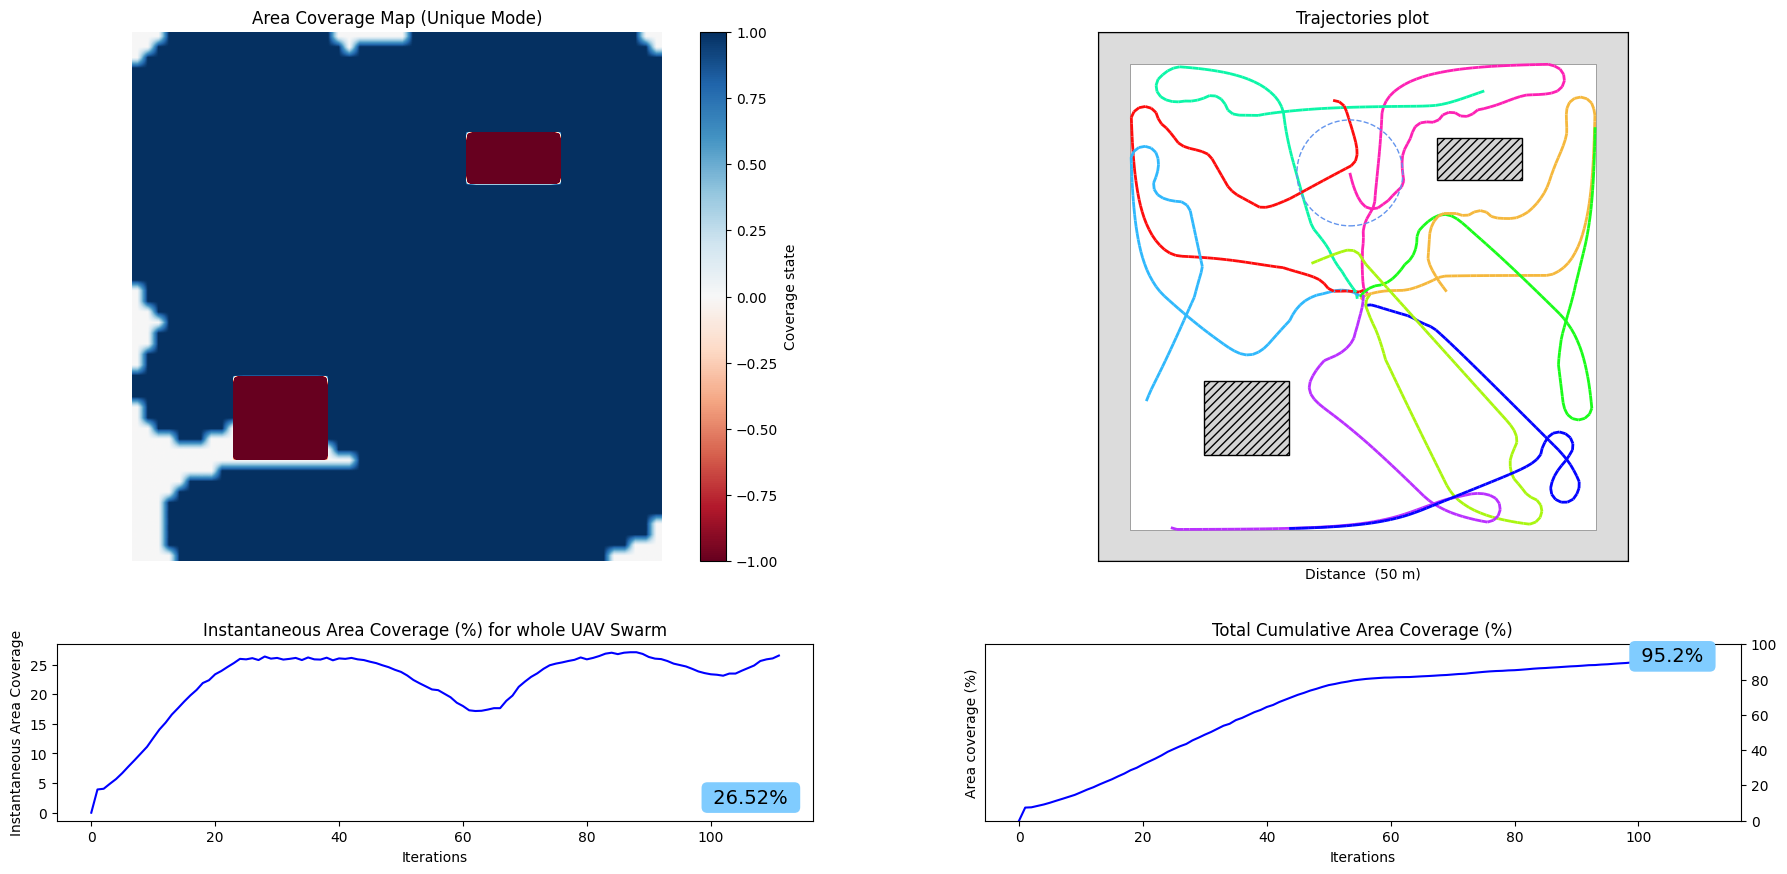 Area Coverage Map (Unique Mode)
1.00
0.75
0.50
0.25
0.00
−0.25
−0.50
−0.75
−1.00
Coverage state
Trajectories plot
Distance  (50 m)
Instantaneous Area Coverage (%) for whole UAV Swarm
Instantaneous Area Coverage
25
20
15
10
5
0
26.52%
0 20 40 60 80 100
Iterations
Total Cumulative Area Coverage (%)
Area coverage (%)
95.2%
100
80
60
40
20
0
0 20 40 60 80 100
Iterations